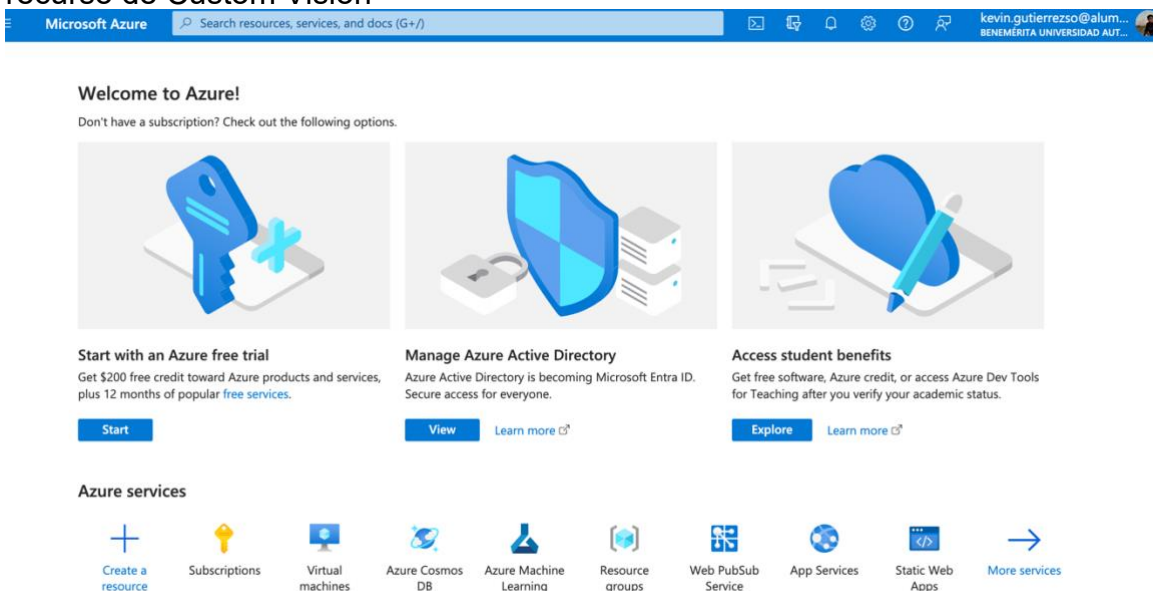 recurso de Custom Vision
Microsoft Azure
Search resources, services, and docs (G+/)
kevin.gutierrezso@alum...
BENEMÉRITA UNIVERSIDAD AUT...
Welcome to Azure!
Don't have a subscription? Check out the following options.
Start with an Azure free trial
Get $200 free credit toward Azure products and services,
plus 12 months of popular free services.
Start
Manage Azure Active Directory
Azure Active Directory is becoming Microsoft Entra ID.
Secure access for everyone.
View
Learn more
Access student benefits
Get free software, Azure credit, or access Azure Dev Tools
for Teaching after you verify your academic status.
Explore
Learn more
Azure services
Create a
resource
Subscriptions
Virtual
machines
Azure Cosmos
DB
Azure Machine
Learning
Resource
groups
Web PubSub
Service
App Services
Static Web
Apps
More services